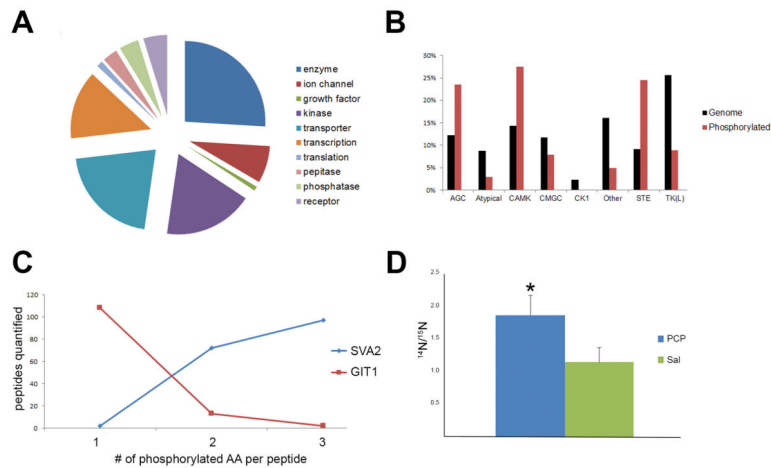 A
enzyme
ion channel
growth factor
kinase
transporter
transcription
translation
pepitase
phosphatase
receptor
B
30%
25%
20%
15%
10%
5%
0%
AGC Atypical CAMK CMGC CK1 Other STE TK(L)
Genome
Phosphorylated
C
peptides quantified
120
100
80
60
40
20
0
1 2 3
# of phosphorylated AA per peptide
SVA2
GIT1
D
¹⁴N/¹⁵N
2.5
2.0
1.5
1.0
0.5
*
PCP
Sal